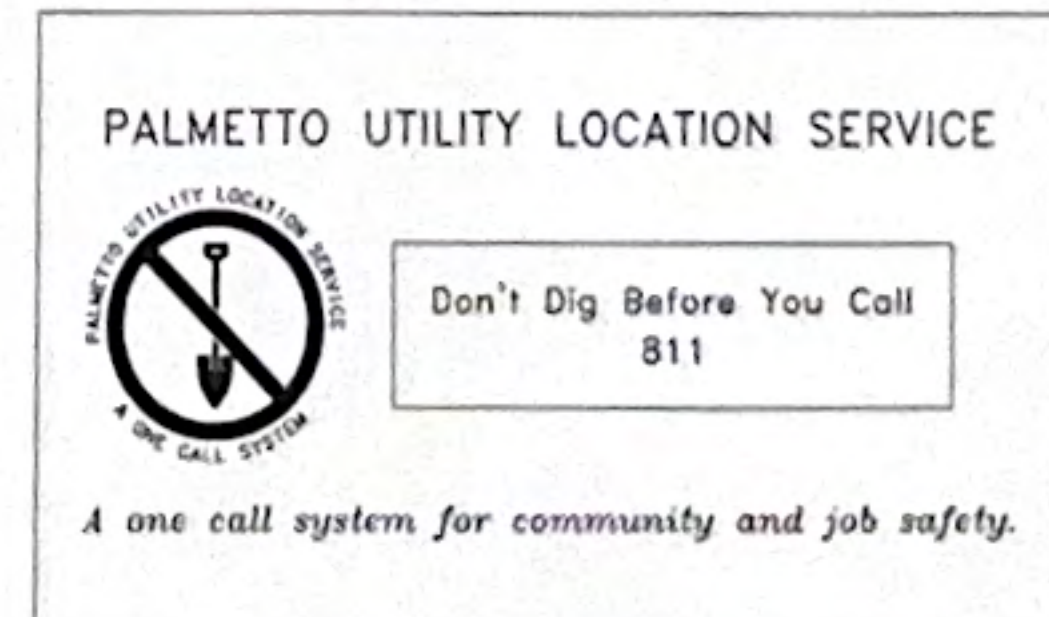 PALMETTO UTILITY LOCATION SERVICE
PALMETTO UTILITY LOCATION SERVICE
A ONE CALL SYSTEM
Don't Dig Before You Call
811
A one call system for community and job safety.